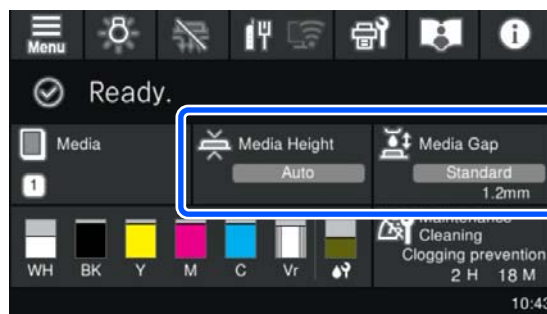 Menu
Ready.
Media
Media Height
Media Gap
Auto
Standard
1
1.2mm
Maintenance
Cleaning
Clogging prevention
2 H 18 M
WH BK Y M C Vr
10:43